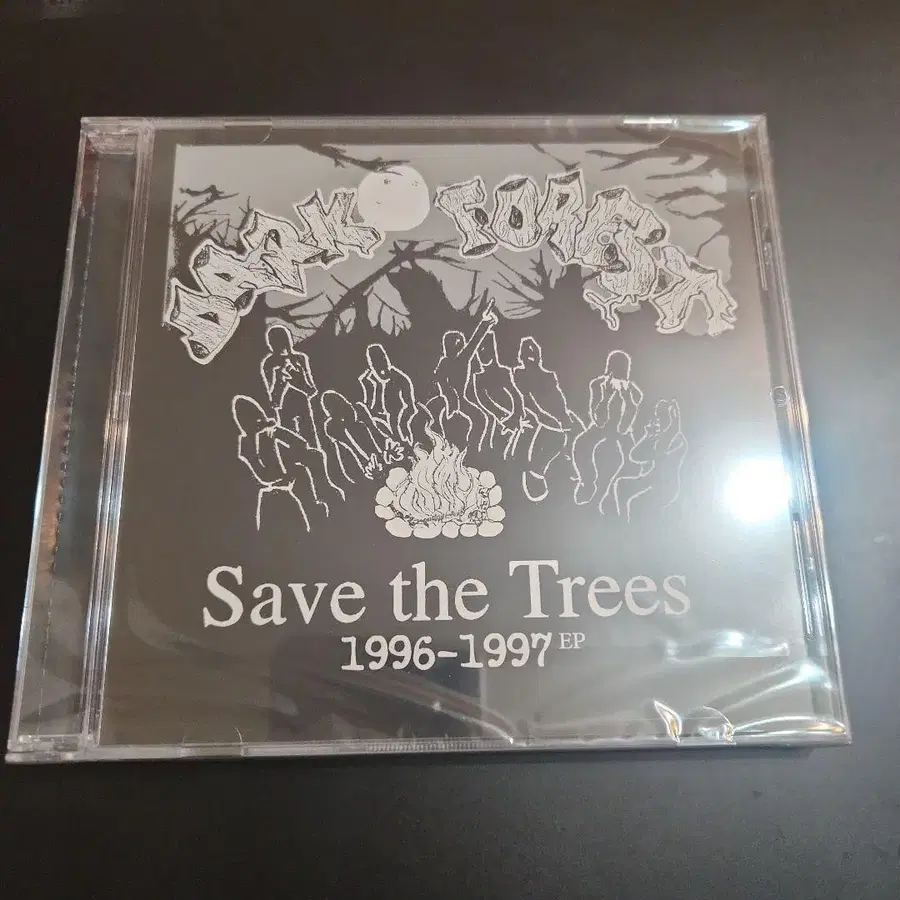 DARK FOREST
Save the Trees
1996-1997 EP